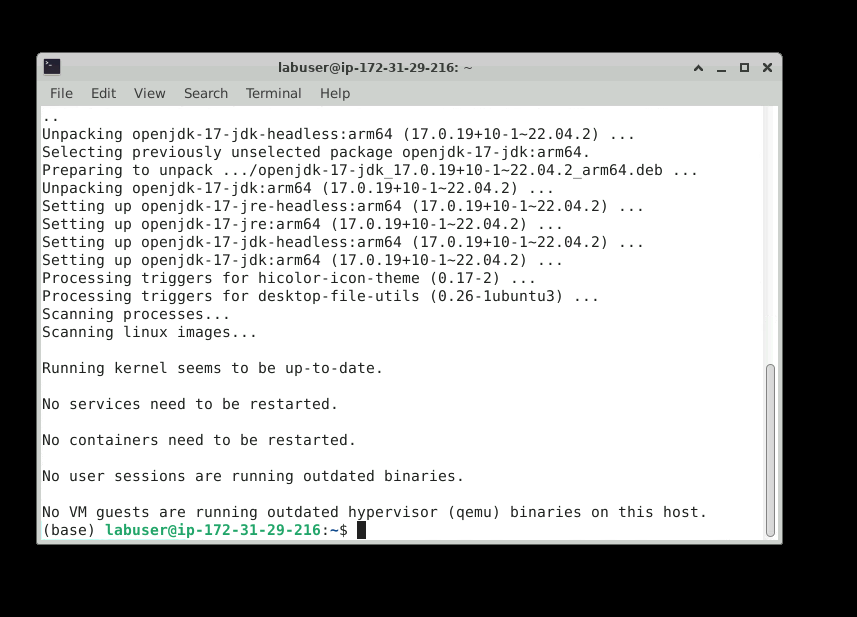 labuser@ip-172-31-29-216: ~
File Edit View Search Terminal Help
..
Unpacking openjdk-17-jdk-headless:arm64 (17.0.19+10-1~22.04.2) ...
Selecting previously unselected package openjdk-17-jdk:arm64.
Preparing to unpack .../openjdk-17-jdk_17.0.19+10-1~22.04.2_arm64.deb ...
Unpacking openjdk-17-jdk:arm64 (17.0.19+10-1~22.04.2) ...
Setting up openjdk-17-jre-headless:arm64 (17.0.19+10-1~22.04.2) ...
Setting up openjdk-17-jre:arm64 (17.0.19+10-1~22.04.2) ...
Setting up openjdk-17-jdk-headless:arm64 (17.0.19+10-1~22.04.2) ...
Setting up openjdk-17-jdk:arm64 (17.0.19+10-1~22.04.2) ...
Processing triggers for hicolor-icon-theme (0.17-2) ...
Processing triggers for desktop-file-utils (0.26-1ubuntu3) ...
Scanning processes...
Scanning linux images...
Running kernel seems to be up-to-date.
No services need to be restarted.
No containers need to be restarted.
No user sessions are running outdated binaries.
No VM guests are running outdated hypervisor (qemu) binaries on this host.
(base) labuser@ip-172-31-29-216:~$